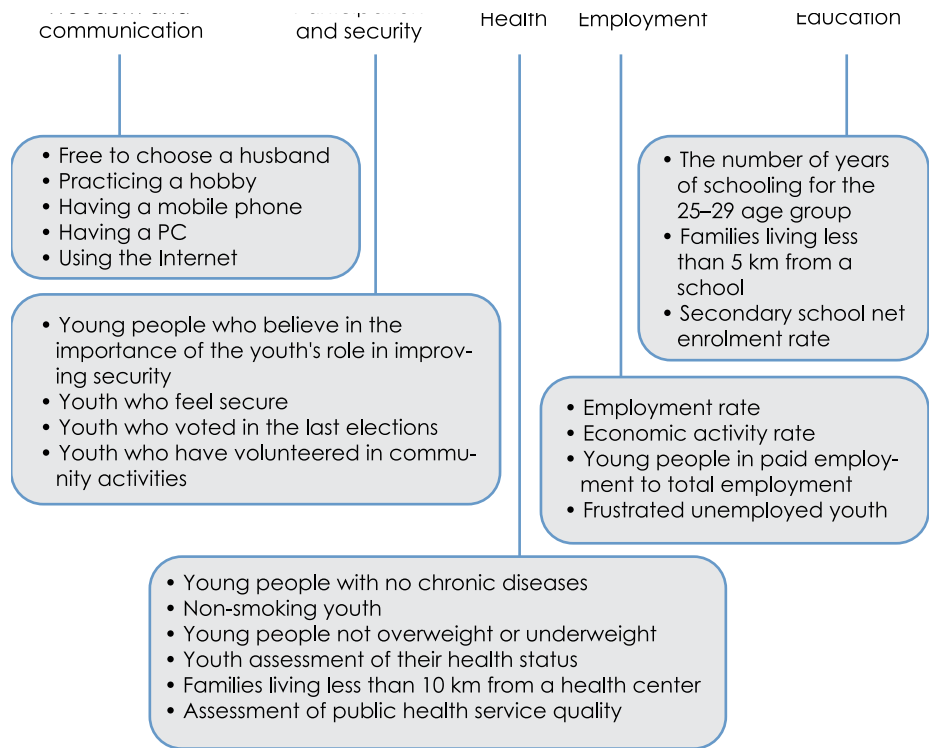 communication
and security
Health
Employment
Education
• Free to choose a husband
• Practicing a hobby
• Having a mobile phone
• Having a PC
• Using the Internet
• The number of years
of schooling for the
25–29 age group
• Families living less
than 5 km from a
school
• Secondary school net
enrolment rate
• Young people who believe in the
importance of the youth's role in improv-
ing security
• Youth who feel secure
• Youth who voted in the last elections
• Youth who have volunteered in commu-
nity activities
• Employment rate
• Economic activity rate
• Young people in paid employ-
ment to total employment
• Frustrated unemployed youth
• Young people with no chronic diseases
• Non-smoking youth
• Young people not overweight or underweight
• Youth assessment of their health status
• Families living less than 10 km from a health center
• Assessment of public health service quality